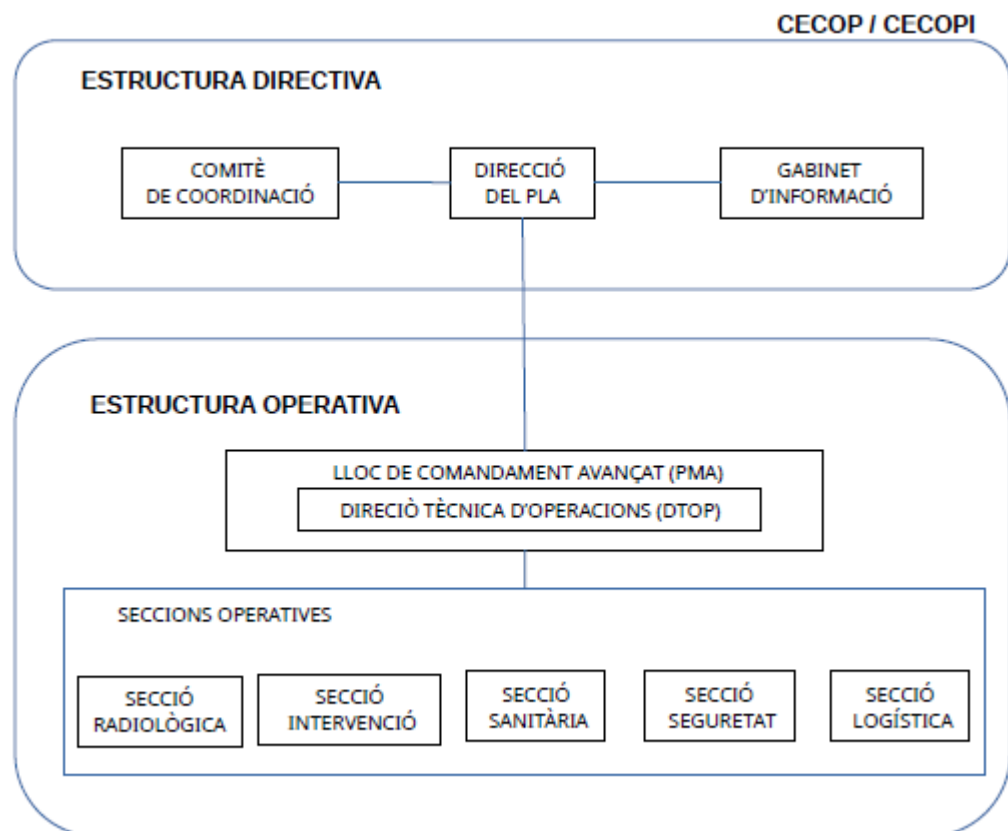 CECOP / CECOPI
ESTRUCTURA DIRECTIVA
COMITÈ
DE COORDINACIÓ
DIRECCIÓ
DEL PLA
GABINET
D'INFORMACIÓ
ESTRUCTURA OPERATIVA
LLOC DE COMANDAMENT AVANÇAT (PMA)
DIRECIÒ TÈCNICA D'OPERACIONS (DTOP)
SECCIONS OPERATIVES
SECCIÓ
RADIOLÒGICA
SECCIÓ
INTERVENCIÓ
SECCIÓ
SANITÀRIA
SECCIÓ
SEGURETAT
SECCIÓ
LOGÍSTICA